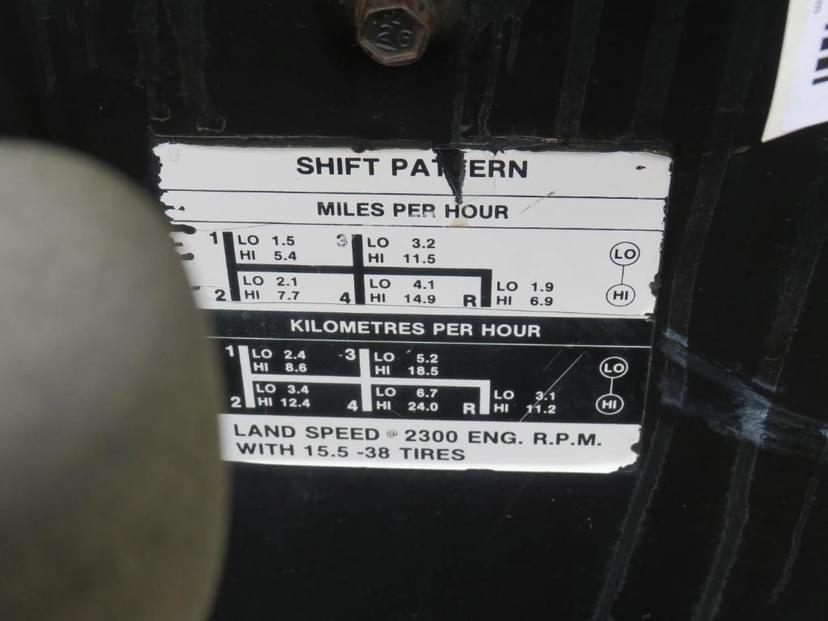 28
SHIFT PATTERN
MILES PER HOUR
1 LO 1.5 3 LO 3.2 LO
HI 5.4 HI 11.5
LO 2.1 LO 4.1 LO 1.9
2 HI 7.7 4 HI 14.9 R HI 6.9 HI
KILOMETRES PER HOUR
1 LO 2.4 3 LO 5.2 LO
HI 8.6 HI 18.5
LO 3.4 LO 6.7 LO 3.1
2 HI 12.4 4 HI 24.0 R HI 11.2 HI
LAND SPEED @ 2300 ENG. R.P.M.
WITH 15.5 -38 TIRES